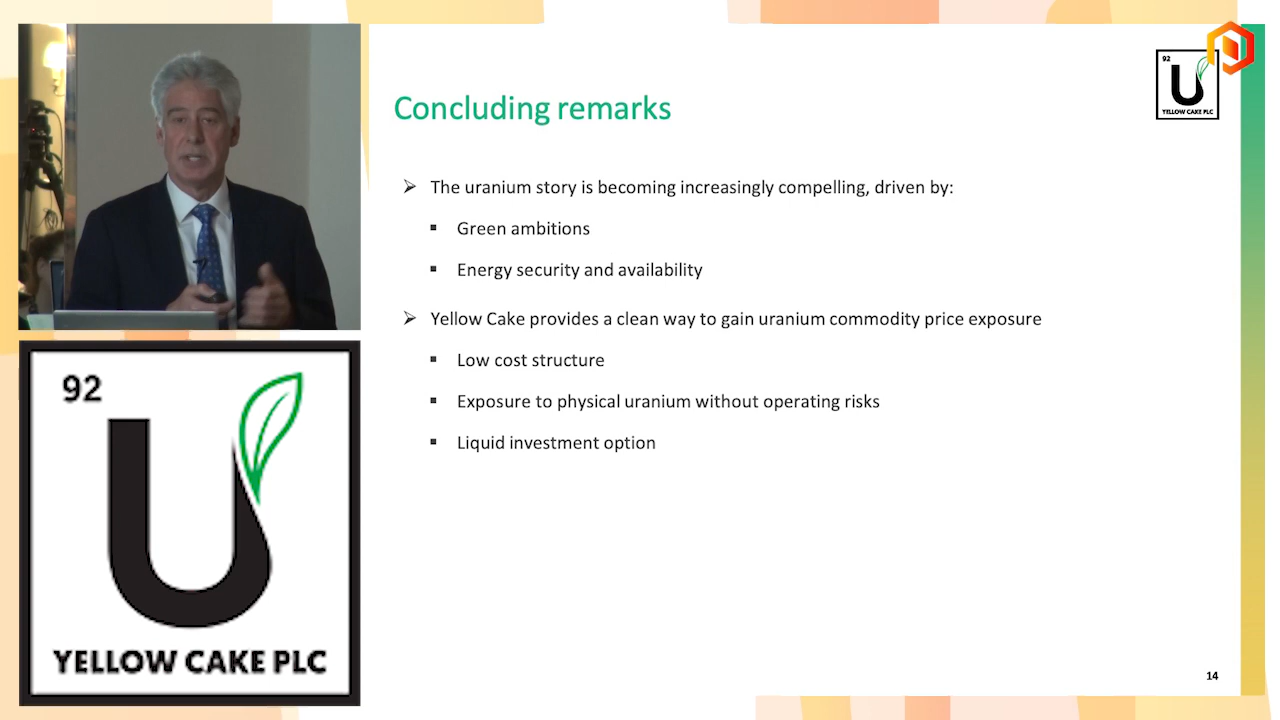 92
U
YELLOW CAKE PLC
Concluding remarks
92
U
YELLOW CAKE PLC
➢ The uranium story is becoming increasingly compelling, driven by:
▪ Green ambitions
▪ Energy security and availability
➢ Yellow Cake provides a clean way to gain uranium commodity price exposure
▪ Low cost structure
▪ Exposure to physical uranium without operating risks
▪ Liquid investment option
14